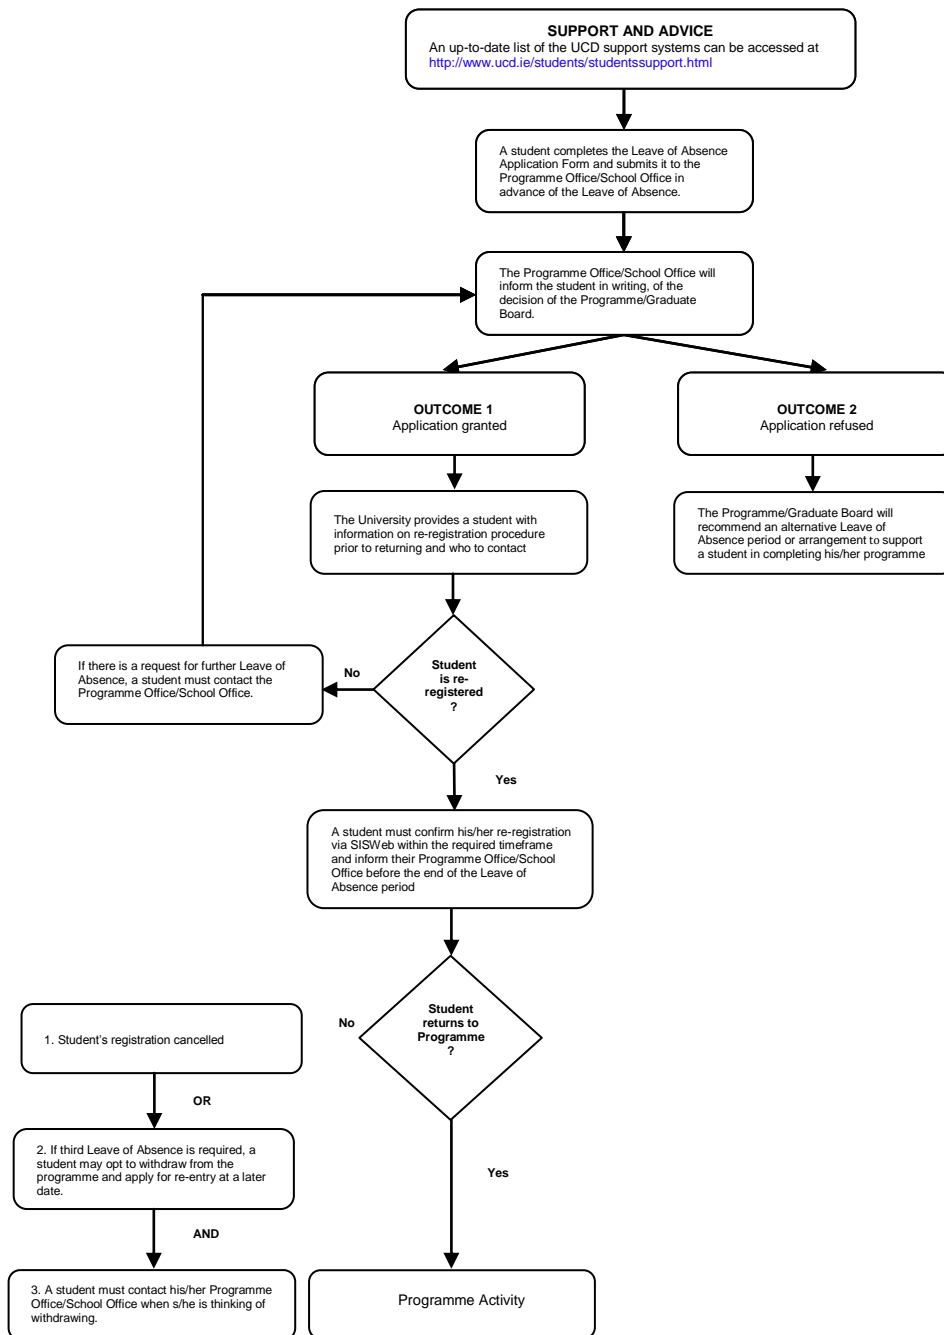 SUPPORT AND ADVICE
An up-to-date list of the UCD support systems can be accessed at
http://www.ucd.ie/students/studentssupport.html
A student completes the Leave of Absence
Application Form and submits it to the
Programme Office/School Office in
advance of the Leave of Absence.
The Programme Office/School Office will
inform the student in writing, of the
decision of the Programme/Graduate
Board.
OUTCOME 1
Application granted
OUTCOME 2
Application refused
The University provides a student with
information on re-registration procedure
prior to returning and who to contact
The Programme/Graduate Board will
recommend an alternative Leave of
Absence period or arrangement to support
a student in completing his/her programme
If there is a request for further Leave of
Absence, a student must contact the
Programme Office/School Office.
No
Student
is re-
registered
?
Yes
A student must confirm his/her re-registration
via SISWeb within the required timeframe
and inform their Programme Office/School
Office before the end of the Leave of
Absence period
Student
returns to
Programme
?
No
1. Student's registration cancelled
OR
2. If third Leave of Absence is required, a
student may opt to withdraw from the
programme and apply for re-entry at a later
date.
Yes
AND
3. A student must contact his/her Programme
Office/School Office when s/he is thinking of
withdrawing.
Programme Activity